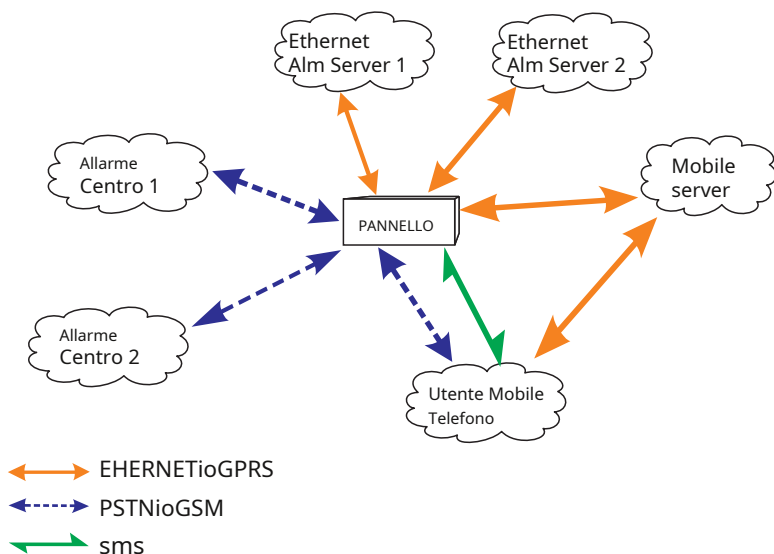 Ethernet
Alm Server 1
Ethernet
Alm Server 2
Allarme
Centro 1
Mobile
server
PANNELLO
Allarme
Centro 2
Utente Mobile
Telefono
EHERNETioGPRS
PSTNioGSM
sms